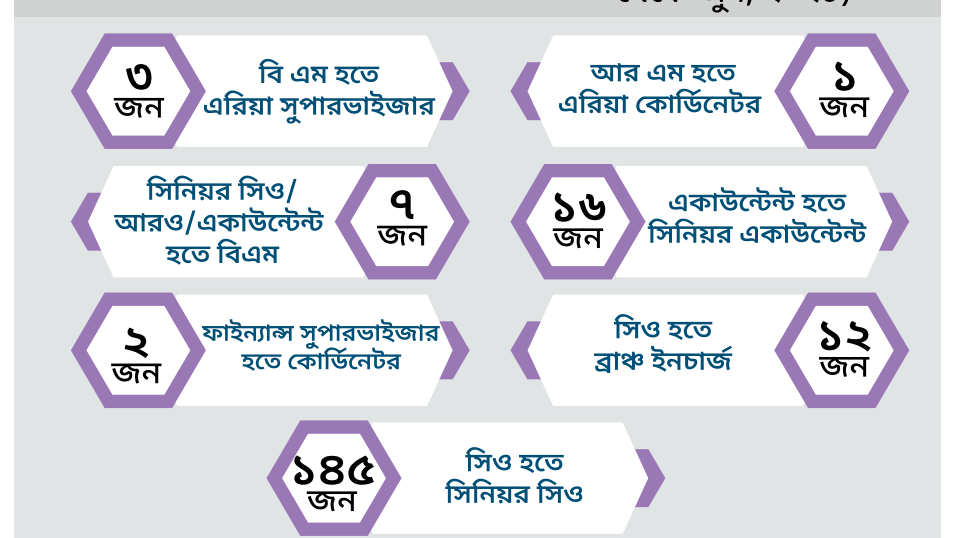 ৩
জন
বি এম হতে
এরিয়া সুপারভাইজার
আর এম হতে
এরিয়া কোর্ডিনেটর
১
জন
সিনিয়র সিও/
আরও/একাউন্টেন্ট
হতে বিএম
৭
জন
১৬
জন
একাউন্টেন্ট হতে
সিনিয়র একাউন্টেন্ট
২
জন
ফাইন্যান্স সুপারভাইজার
হতে কোর্ডিনেটর
সিও হতে
ব্রাঞ্চ ইনচার্জ
১২
জন
১৪৫
জন
সিও হতে
সিনিয়র সিও